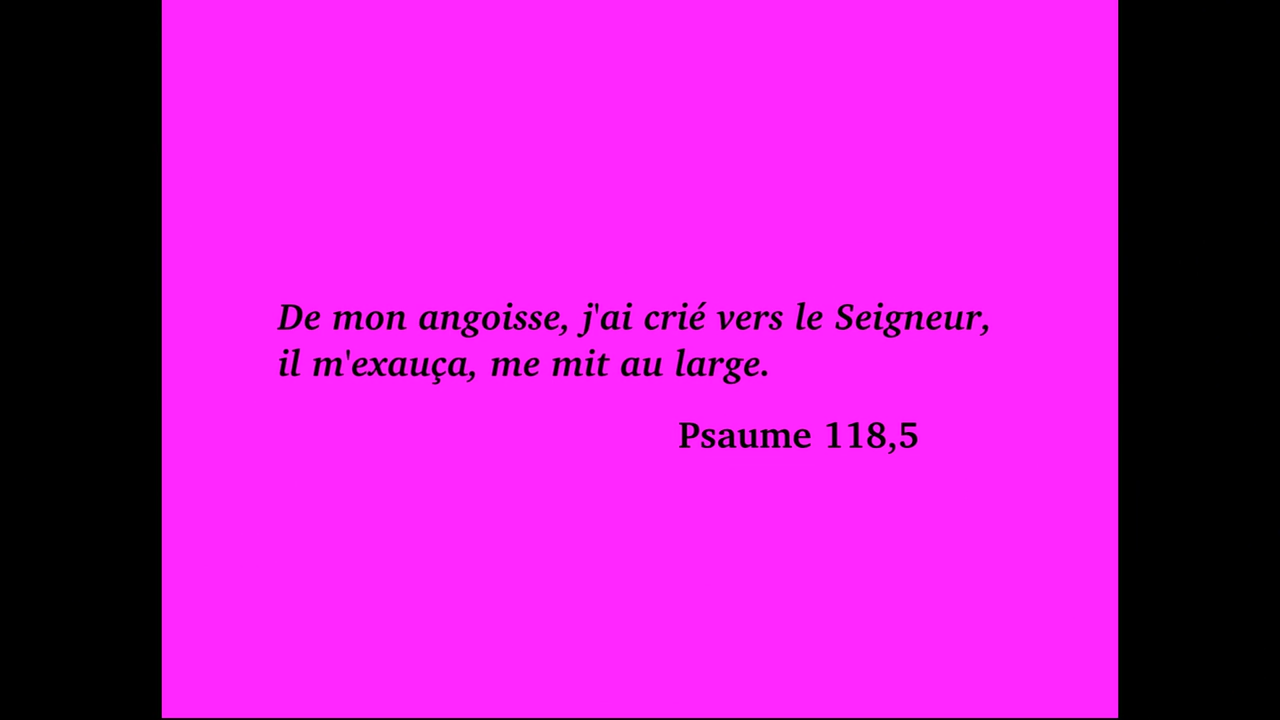 De mon angoisse, j'ai crié vers le Seigneur,
il m'exauça, me mit au large.
Psaume 118,5